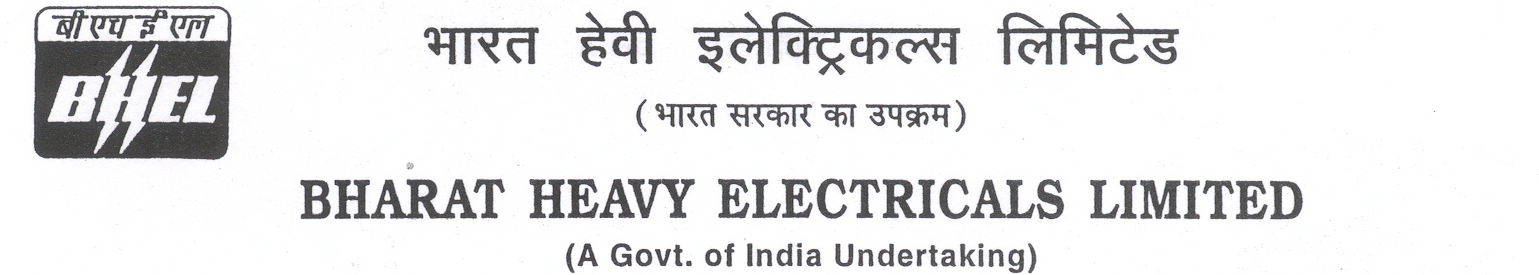 बी एच ई एल
BHEL
भारत हेवी इलेक्ट्रिकल्स लिमिटेड
(भारत सरकार का उपक्रम)
BHARAT HEAVY ELECTRICALS LIMITED
(A Govt. of India Undertaking)